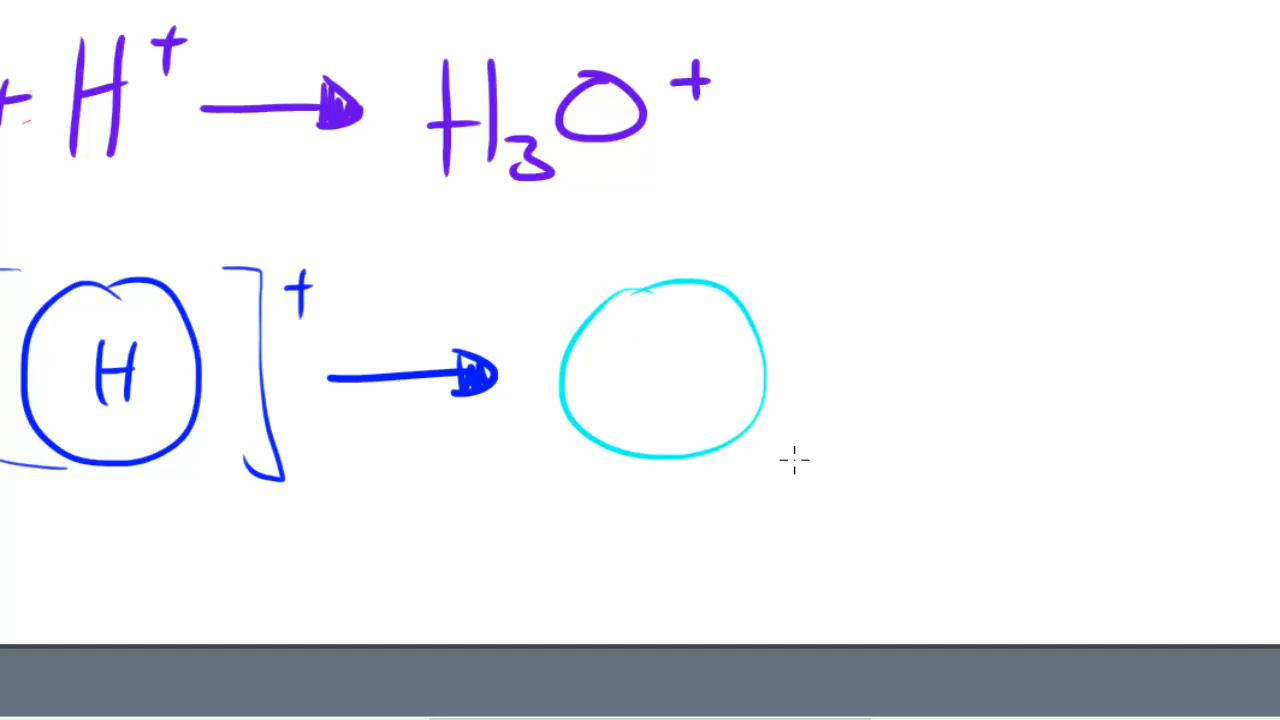 + H⁺ → H₃O⁺
[ H ]⁺ →